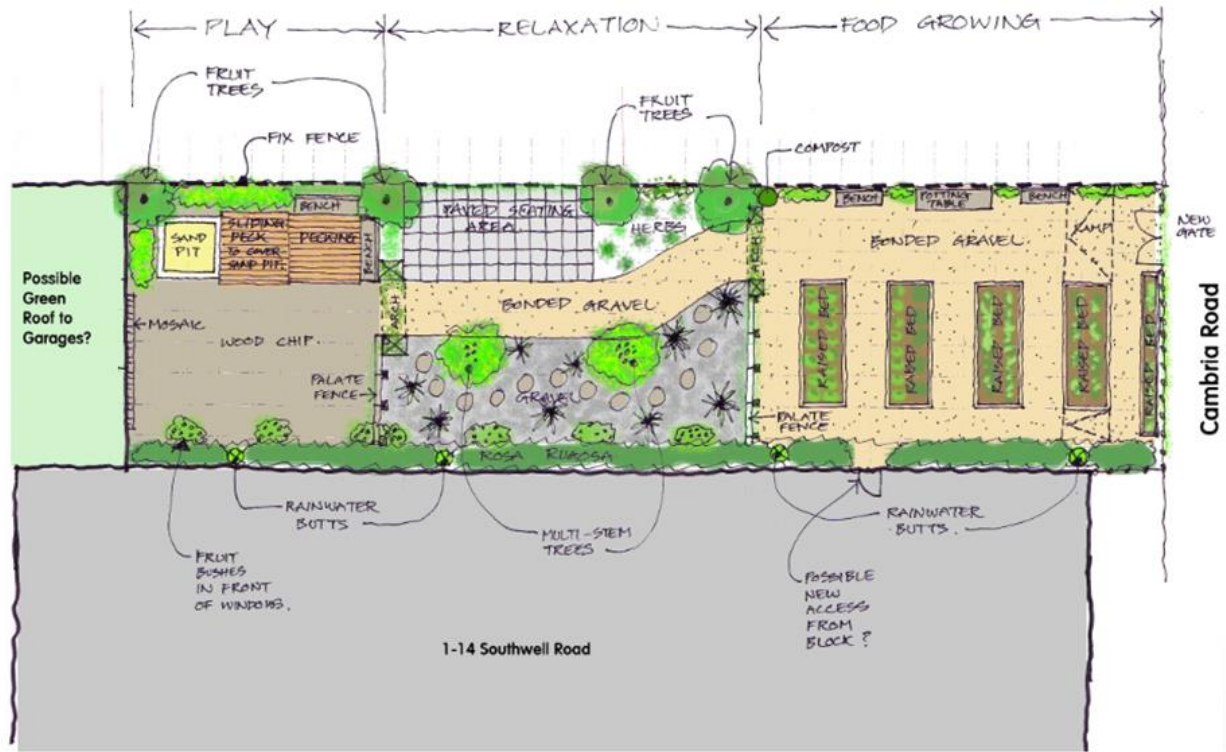 PLAY
RELAXATION
FOOD GROWING
FRUIT
TREES
FIX FENCE
FRUIT
TREES
COMPOST
BENCH
PAVED SEATING
AREA
HERBS
BENCH
POTTING
TABLE
BENCH
RAMP
NEW
GATE
SAND
PIT
SLIDING
DECK
TO COVER
SAND PIT.
DECKING
BENCH
ARCH
BONDED GRAVEL
Possible
Green
Roof to
Garages?
MOSAIC
WOOD CHIP.
ARCH
BONDED GRAVEL
RAISED BED
RAISED BED
RAISED BED
RAISED BED
RAISED BED
Cambria Road
PALATE
FENCE
GRAVEL
PALATE
FENCE
ROSA RUGOSA
RAINWATER
BUTTS
MULTI-STEM
TREES
RAINWATER
BUTTS.
FRUIT
BUSHES
IN FRONT
OF WINDOWS.
POSSIBLE
NEW
ACCESS
FROM
BLOCK?
1-14 Southwell Road